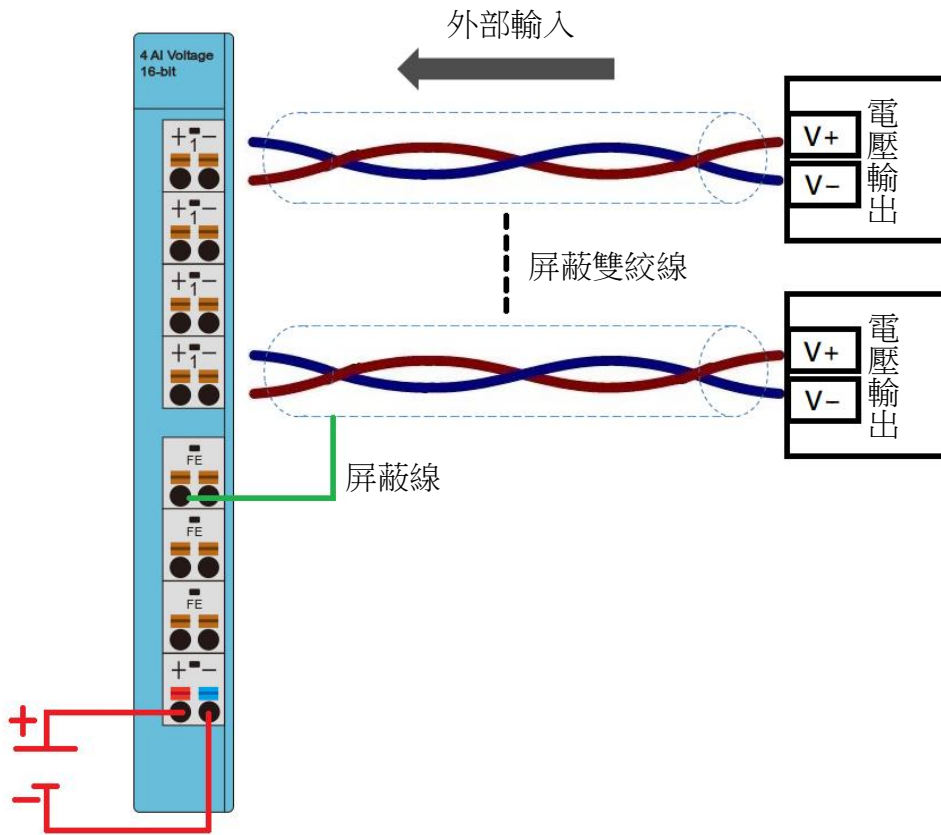 外部輸入
4 AI Voltage
16-bit
+ 1 −
+ 1 −
+ 1 −
+ 1 −
FE
FE
FE
+ −
V+
V−
電壓輸出
屏蔽雙絞線
V+
V−
電壓輸出
屏蔽線
+
−